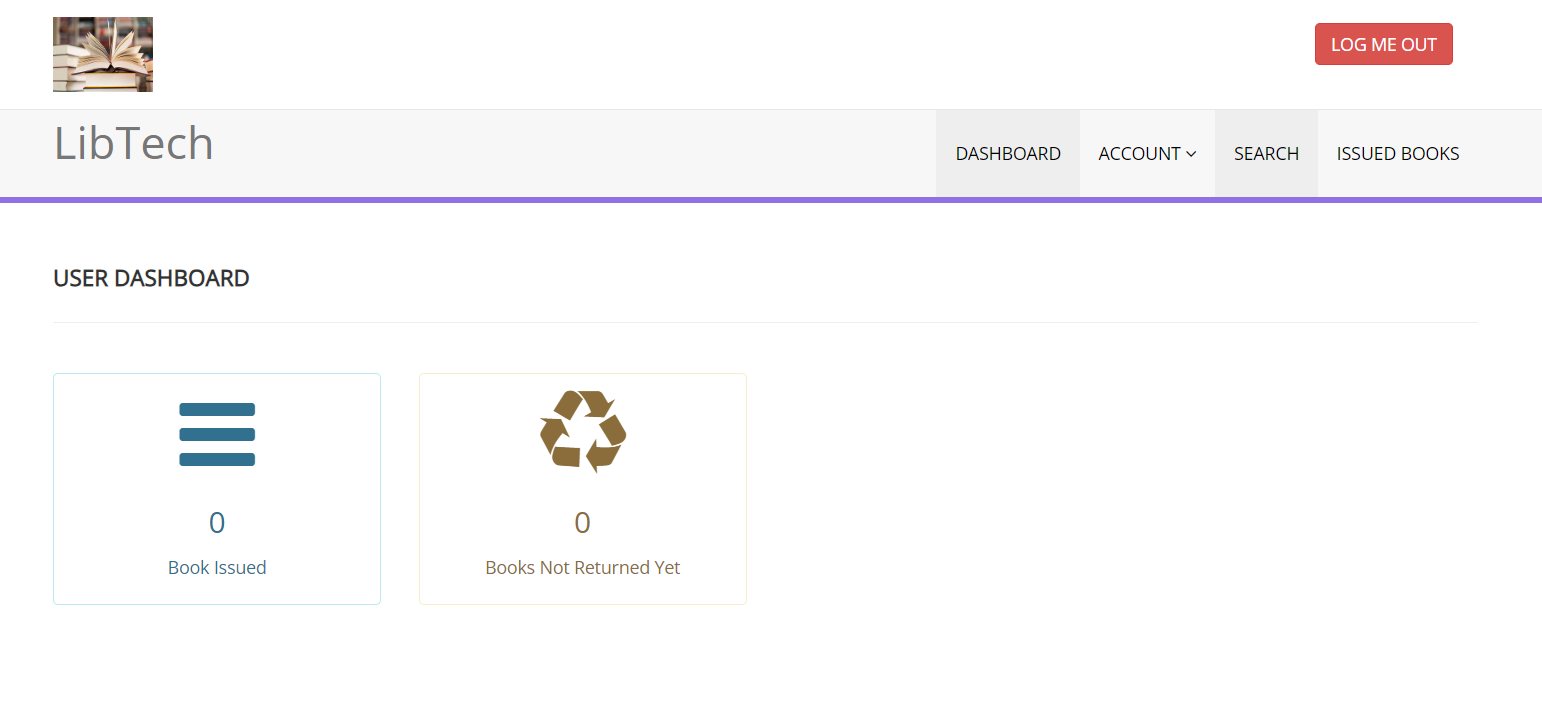 LOG ME OUT
LibTech
DASHBOARD
ACCOUNT
SEARCH
ISSUED BOOKS
USER DASHBOARD
0
Book Issued
0
Books Not Returned Yet